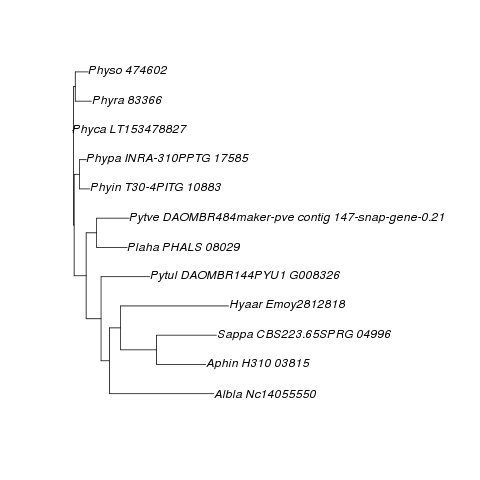 Physo 474602
Phyra 83366
Phyca LT153478827
Phypa INRA-310PPTG 17585
Phyin T30-4PITG 10883
Pytve DAOMBR484maker-pve contig 147-snap-gene-0.21
Plaha PHALS 08029
Pytul DAOMBR144PYU1 G008326
Hyaar Emoy2812818
Sappa CBS223.65SPRG 04996
Aphin H310 03815
Albla Nc14055550